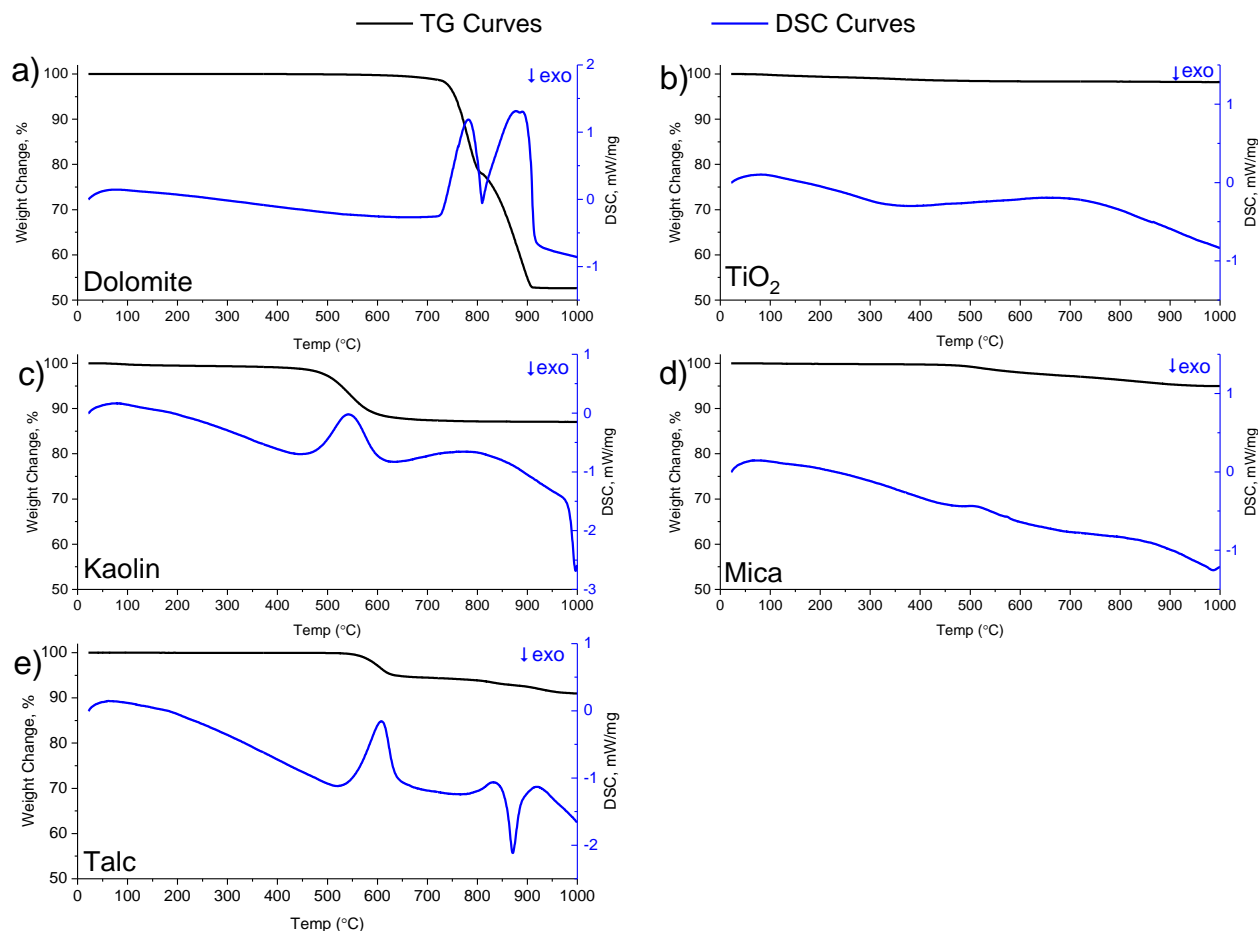 TG Curves DSC Curves
a)
↓exo
100
90
80
70
60
50
2
1
0
-1
Weight Change, %
DSC, mW/mg
Dolomite
0 100 200 300 400 500 600 700 800 900 1000
Temp (°C)
b)
↓exo
100
90
80
70
60
50
1
0
-1
Weight Change, %
DSC, mW/mg
TiO₂
0 100 200 300 400 500 600 700 800 900 1000
Temp (°C)
c)
↓exo
100
90
80
70
60
50
1
0
-1
-2
-3
Weight Change, %
DSC, mW/mg
Kaolin
0 100 200 300 400 500 600 700 800 900 1000
Temp (°C)
d)
↓exo
100
90
80
70
60
50
1
0
-1
Weight Change, %
DSC, mW/mg
Mica
0 100 200 300 400 500 600 700 800 900 1000
Temp (°C)
e)
↓exo
100
90
80
70
60
50
1
0
-1
-2
Weight Change, %
DSC, mW/mg
Talc
0 100 200 300 400 500 600 700 800 900 1000
Temp (°C)